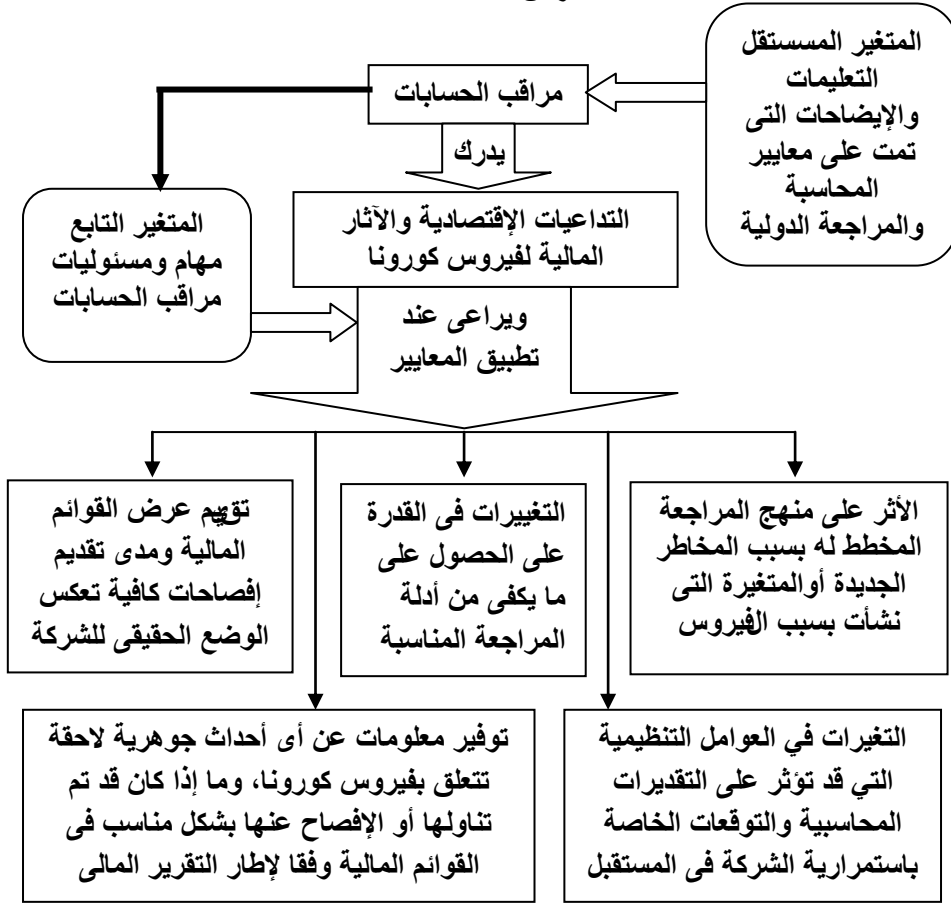 المتغير المسستقل
التعليمات
والإيضاحات التى
تمت على معايير
المحاسبة
والمراجعة الدولية
مراقب الحسابات
يدرك
المتغير التابع
مهام ومسئوليات
مراقب الحسابات
التداعيات الإقتصادية والآثار
المالية لفيروس كورونا
ويراعى عند
تطبيق المعايير
الأثر على منهج المراجعة
المخطط له بسبب المخاطر
الجديدة أوالمتغيرة التى
نشأت بسبب الفيروس
التغييرات فى القدرة
على الحصول على
ما يكفى من أدلة
المراجعة المناسبة
عرض القوائم
المالية ومدى تقديم
إفصاحات كافية تعكس
الوضع الحقيقى للشركة
التغيرات في العوامل التنظيمية
التي قد تؤثر على التقديرات
المحاسبية والتوقعات الخاصة
باستمرارية الشركة فى المستقبل
توفير معلومات عن أى أحداث جوهرية لاحقة
تتعلق بفيروس كورونا، وما إذا كان قد تم
تناولها أو الإفصاح عنها بشكل مناسب فى
القوائم المالية وفقا لإطار التقرير المالى